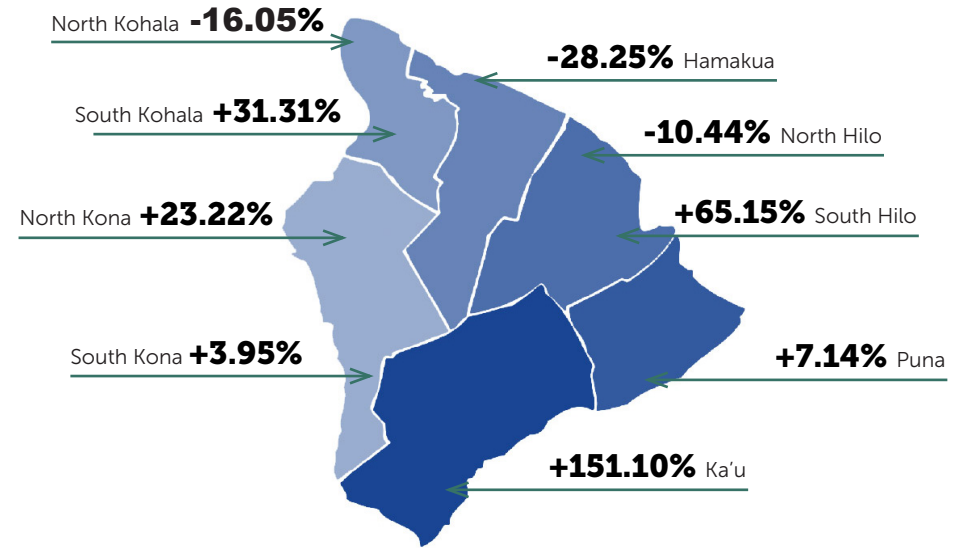 North Kohala -16.05%
-28.25% Hamakua
South Kohala +31.31%
-10.44% North Hilo
North Kona +23.22%
+65.15% South Hilo
South Kona +3.95%
+7.14% Puna
+151.10% Ka'u